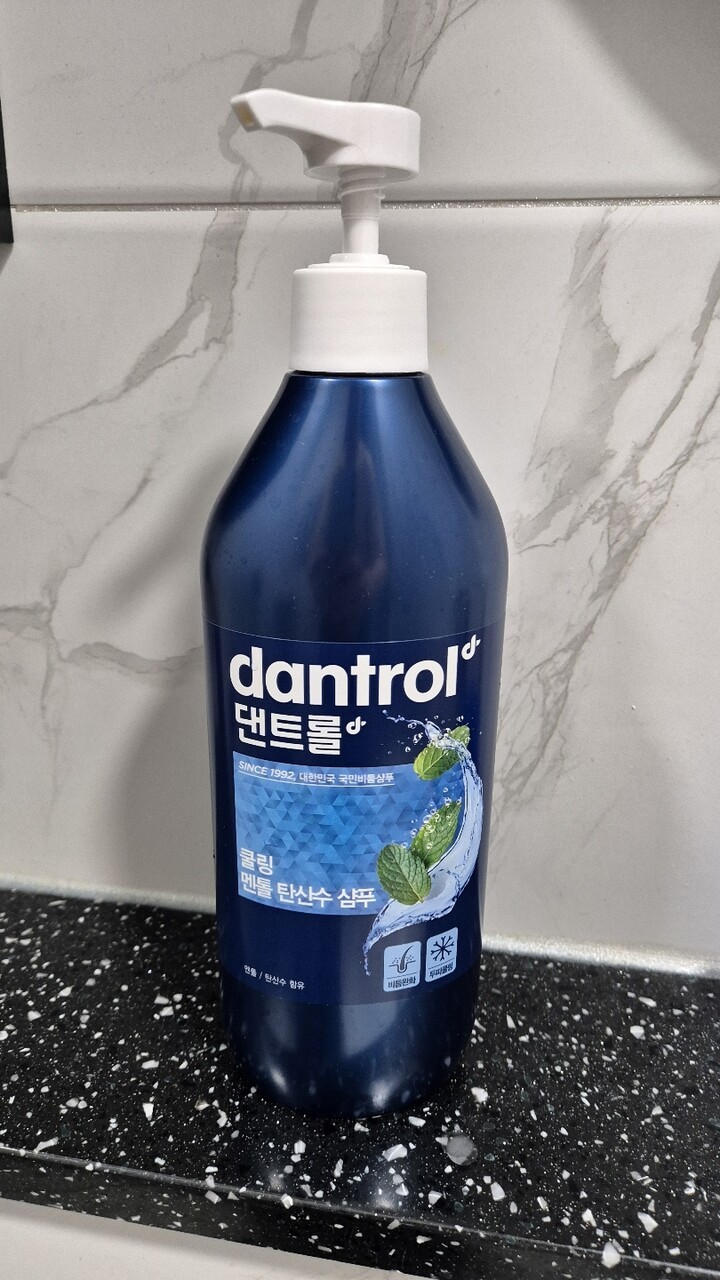 dantrol
댄트롤
SINCE 1992, 대한민국 국민비듬샴푸
쿨링
멘톨 탄산수 샴푸
멘톨 / 탄산수 함유
비듬완화
두피쿨링